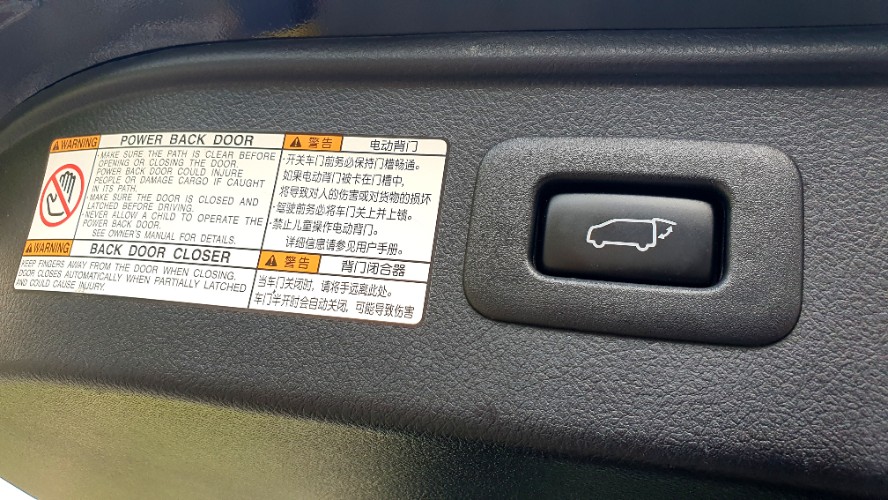 WARNING POWER BACK DOOR
·MAKE SURE THE PATH IS CLEAR BEFORE
OPENING OR CLOSING THE DOOR.
POWER BACK DOOR COULD INJURE
PEOPLE OR DAMAGE CARGO IF CAUGHT
IN ITS PATH.
·MAKE SURE THE DOOR IS CLOSED AND
LATCHED BEFORE DRIVING.
NEVER ALLOW A CHILD TO OPERATE THE
POWER BACK DOOR.
SEE OWNER'S MANUAL FOR DETAILS.
WARNING BACK DOOR CLOSER
KEEP FINGERS AWAY FROM THE DOOR WHEN CLOSING.
DOOR CLOSES AUTOMATICALLY WHEN PARTIALLY LATCHED
AND COULD CAUSE INJURY.
警告 电动背门
·开关车门前务必保持门槽畅通。
如果电动背门被卡在门槽中,
将导致对人的伤害或对货物的损坏
·驾驶前务必将车门关上并上锁。
·禁止儿童操作电动背门。
详细信息请参见用户手册。
警告 背门闭合器
当车门关闭时, 请将手远离此处。
车门半开时会自动关闭, 可能导致伤害